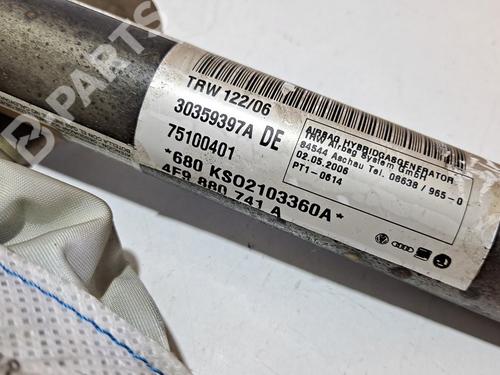 TRW 122/06
30359397A DE
75100401
*680 KSO2103360A*
4F9 880 741 A
AIRBAG HYBRIDGASGENERATOR
TRW Airbag System GmbH
84544 Aschau Tel. 08638 / 965-0
02.05.2006
PT1-0614
B-PARTS